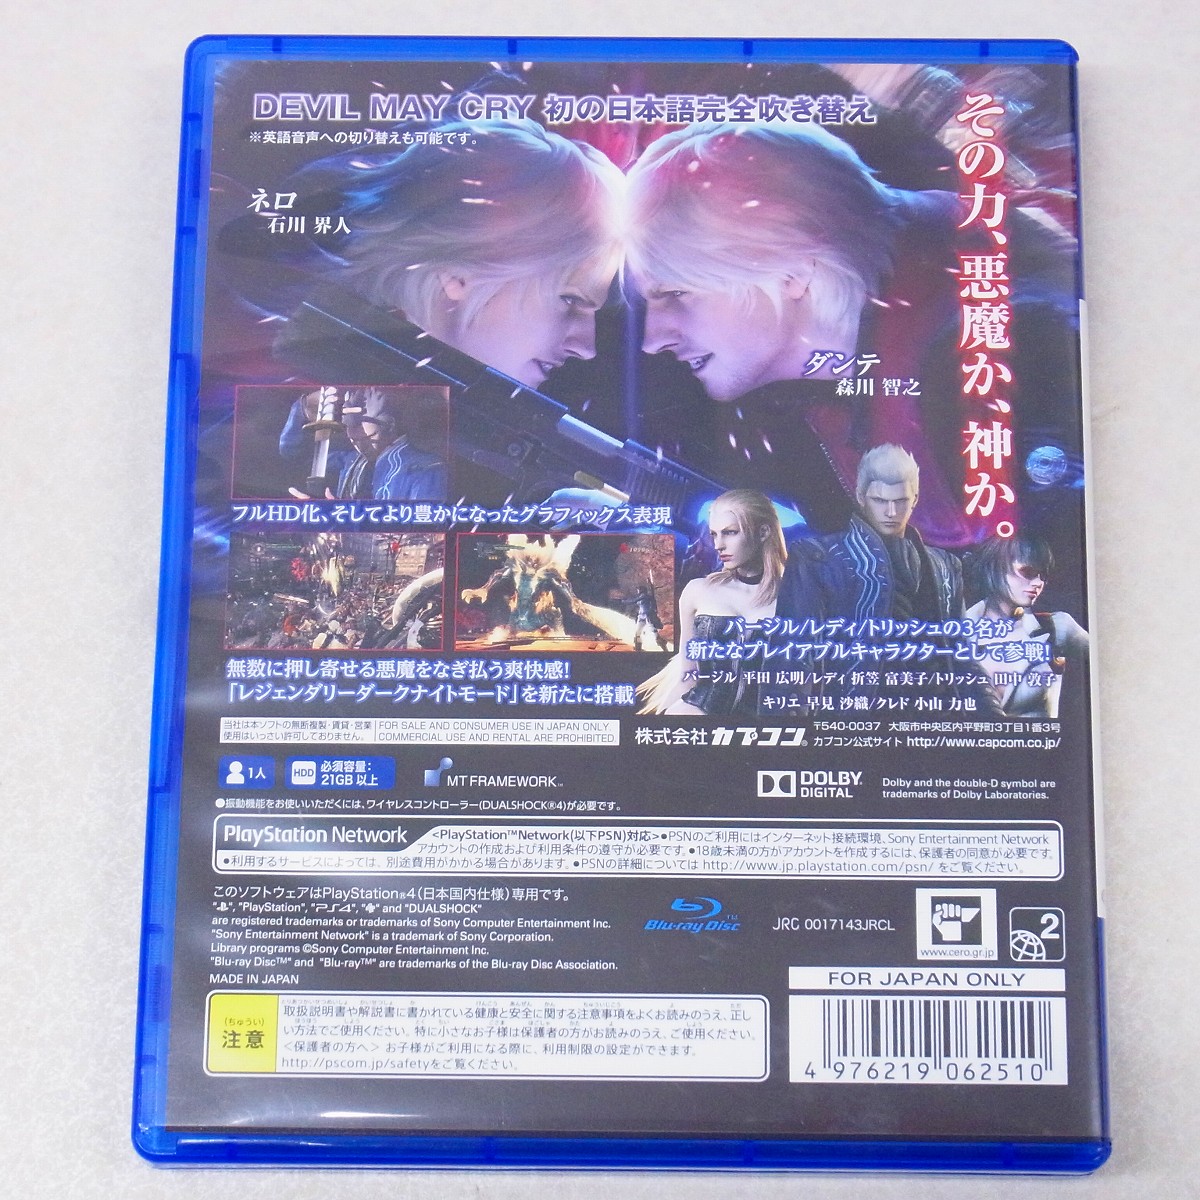 DEVIL MAY CRY 初の日本語完全吹き替え
※英語音声への切り替えも可能です。
その力、悪魔か、神か。
ネロ
石川 界人
ダンテ
森川 智之
フルHD化、そしてより豊かになったグラフィックス表現
無数に押し寄せる悪魔をなぎ払う爽快感!
「レジェンダリーダークナイトモード」を新たに搭載
バージル/レディ/トリッシュの3名が
新たなプレイアブルキャラクターとして参戦!
バージル 平田 広明/レディ 折笠 富美子/トリッシュ 田中 敦子
キリエ 早見 沙織/クレド 小山 力也
当社は本ソフトの無断複製・賃貸・営業
使用はいっさい許可しておりません。
FOR SALE AND CONSUMER USE IN JAPAN ONLY.
COMMERCIAL USE AND RENTAL ARE PROHIBITED.
株式会社カプコン®
〒540-0037 大阪市中央区内平野町3丁目1番3号
カプコン公式サイト http://www.capcom.co.jp/
1人
HDD 必須容量:
21GB以上
MT FRAMEWORK™
DOLBY
DIGITAL
Dolby and the double-D symbol are
trademarks of Dolby Laboratories.
●振動機能をお使いいただくには、ワイヤレスコントローラー(DUALSHOCK®4)が必要です。
PlayStation Network
<PlayStation™Network(以下PSN)対応>●PSNのご利用にはインターネット接続環境、Sony Entertainment Network
アカウントの作成および利用条件の遵守が必要です。●18歳未満の方がアカウントを作成するには、保護者の同意が必要です。
●利用するサービスによっては、別途費用がかかる場合があります。●PSNの詳細については http://www.jp.playstation.com/psn/ をご覧ください。
このソフトウェアはPlayStation®4(日本国内仕様)専用です。
"PlayStation", "PS4", and "DUALSHOCK"
are registered trademarks or trademarks of Sony Computer Entertainment Inc.
"Sony Entertainment Network" is a trademark of Sony Corporation.
Library programs ©Sony Computer Entertainment Inc.
"Blu-ray Disc™" and "Blu-ray™" are trademarks of the Blu-ray Disc Association.
MADE IN JAPAN
Blu-ray Disc™
JRC 0017143JRCL
www.cero.gr.jp
2
FOR JAPAN ONLY
(ちゅうい)
注意
取扱説明書や解説書に書かれている健康と安全に関する注意事項をよくお読みのうえ、正し
い方法でご使用ください。特に小さなお子様は保護者の方がお読みのうえ、ご使用ください。
<保護者の方へ> お子様がご利用になる際に、利用制限の設定ができます。
http://pscom.jp/safetyをご覧ください。
4 976219 062510